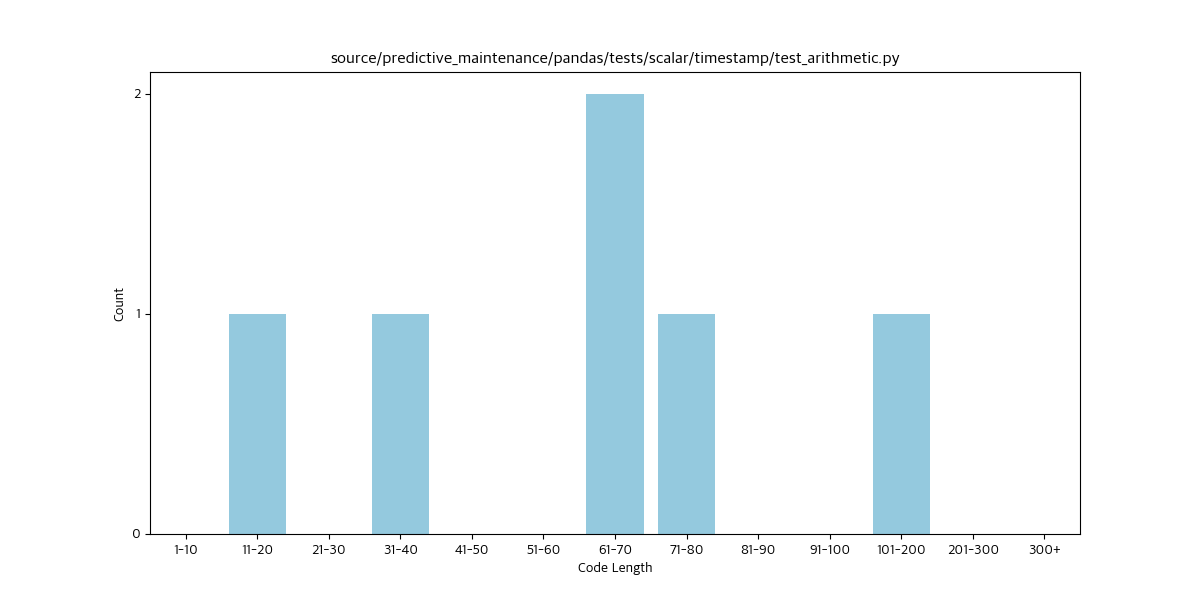 source/predictive_maintenance/pandas/tests/scalar/timestamp/test_arithmetic.py
2
1
0
Count
1-10 11-20 21-30 31-40 41-50 51-60 61-70 71-80 81-90 91-100 101-200 201-300 300+
Code Length